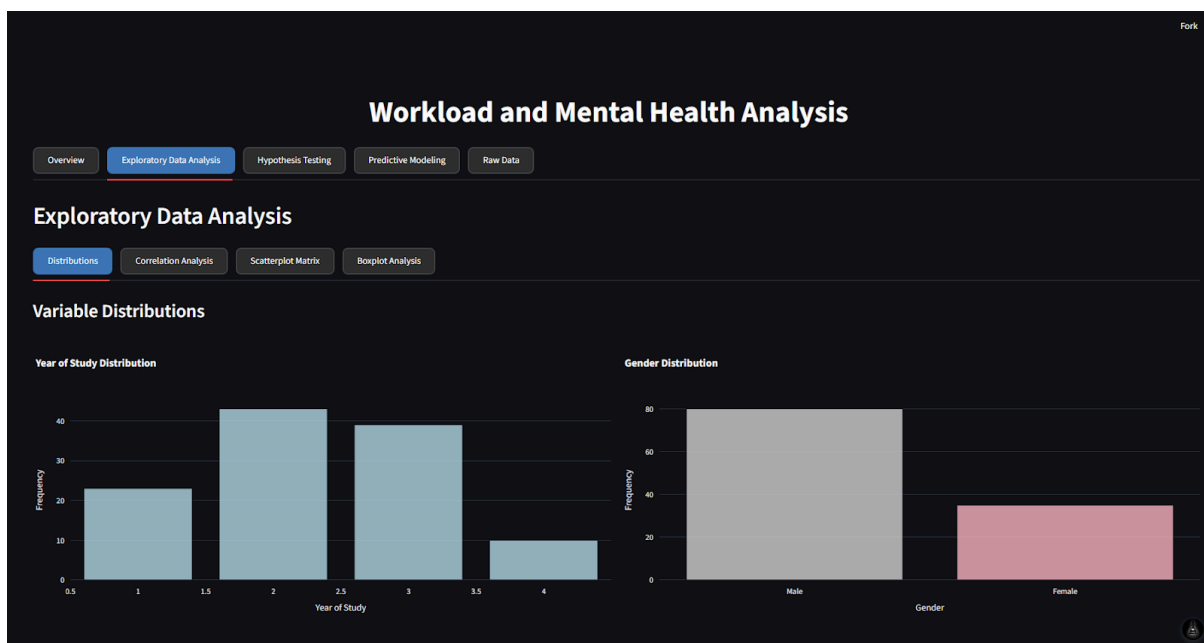 Fork
Workload and Mental Health Analysis
Overview Exploratory Data Analysis Hypothesis Testing Predictive Modeling Raw Data
Exploratory Data Analysis
Distributions Correlation Analysis Scatterplot Matrix Boxplot Analysis
Variable Distributions
Year of Study Distribution
40
30
20
10
0
Frequency
0.5 1 1.5 2 2.5 3 3.5 4
Year of Study
Gender Distribution
80
60
40
20
0
Frequency
Male Female
Gender